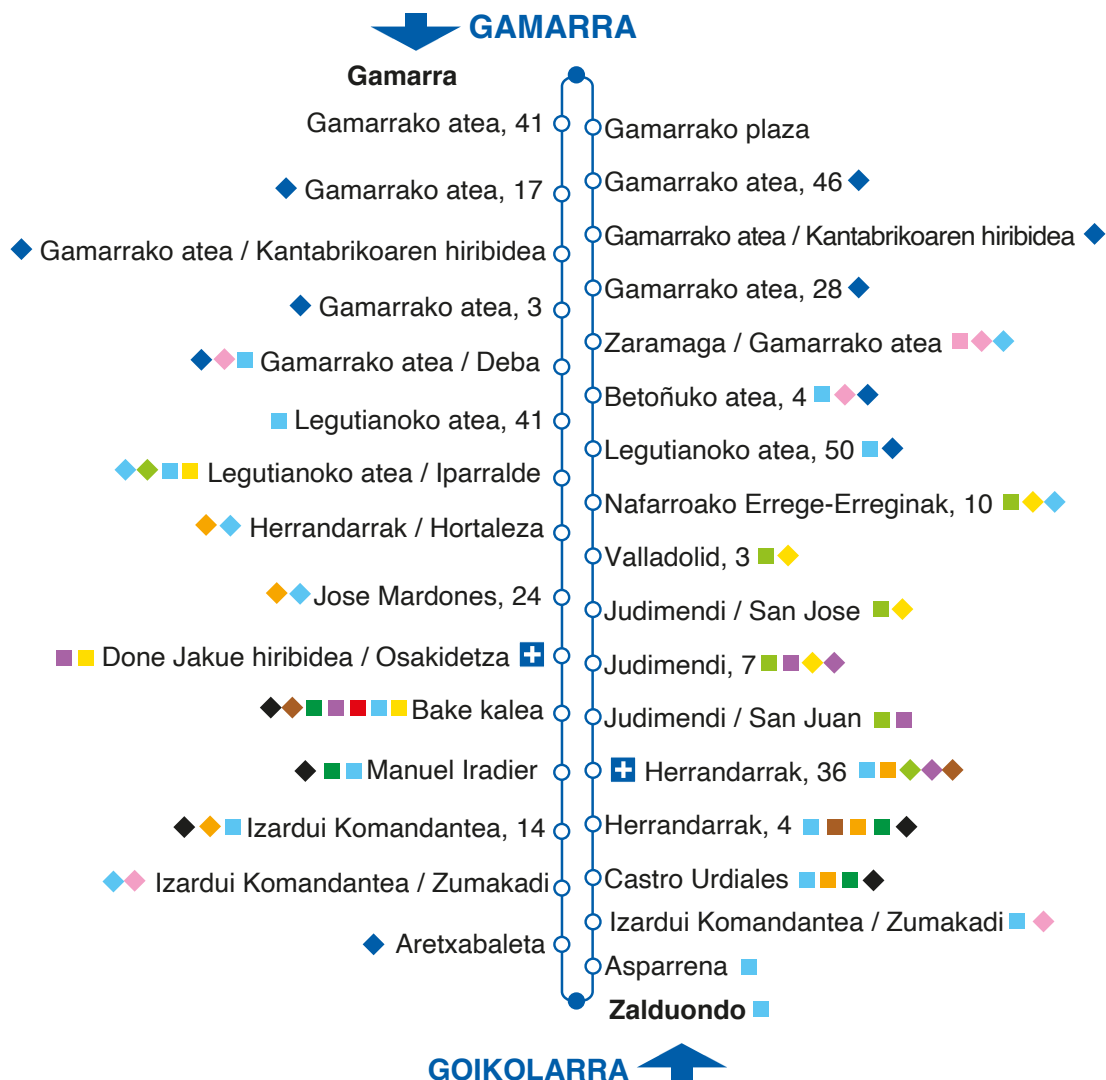 GAMARRA
Gamarra
Gamarrako atea, 41
Gamarrako atea, 17
Gamarrako atea / Kantabrikoaren hiribidea
Gamarrako atea, 3
Gamarrako atea / Deba
Legutianoko atea, 41
Legutianoko atea / Iparralde
Herrandarrak / Hortaleza
Jose Mardones, 24
Done Jakue hiribidea / Osakidetza
Bake kalea
Manuel Iradier
Izardui Komandantea, 14
Izardui Komandantea / Zumakadi
Aretxabaleta
Gamarrako plaza
Gamarrako atea, 46
Gamarrako atea / Kantabrikoaren hiribidea
Gamarrako atea, 28
Zaramaga / Gamarrako atea
Betoñuko atea, 4
Legutianoko atea, 50
Nafarroako Errege-Erreginak, 10
Valladolid, 3
Judimendi / San Jose
Judimendi, 7
Judimendi / San Juan
Herrandarrak, 36
Herrandarrak, 4
Castro Urdiales
Izardui Komandantea / Zumakadi
Asparrena
Zalduondo
GOIKOLARRA